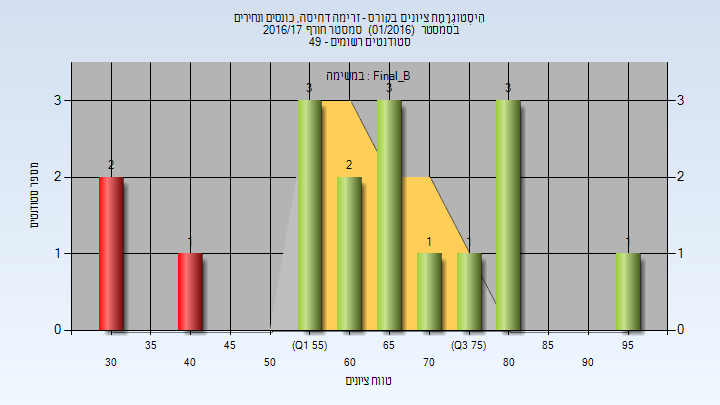 היסטוגרמת ציונים בקורס - זרימה דחיסה, כונסים ונחירים
בסמסטר (01/2016) סמסטר חורף 2016/17
סטודנטים רשומים - 49
במשימה : Final_B
3 3 3
3 3
2 2 2 2
1 1 1 1 1 1
0 0
מספר סטודנטים
35 45 (Q1 55) 65 (Q3 75) 85 95
30 40 50 60 70 80 90
טווח ציונים